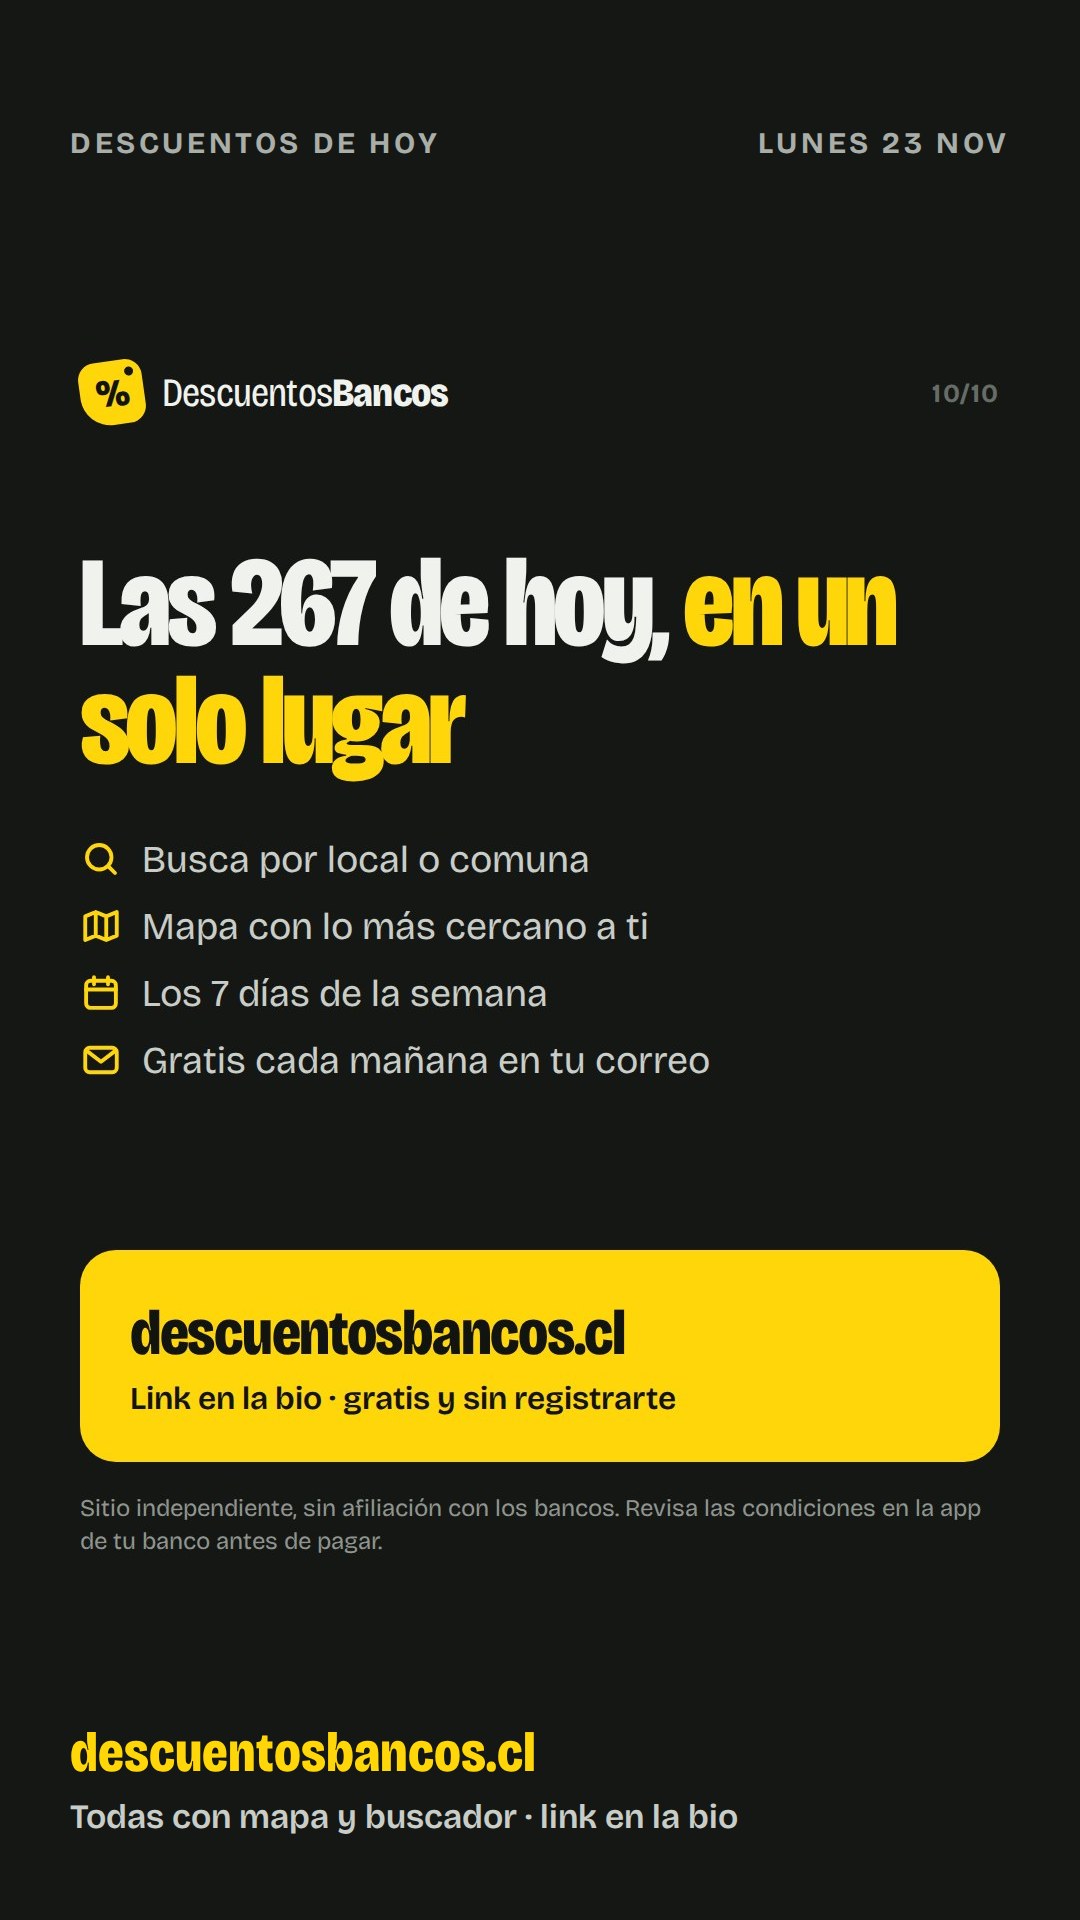 DESCUENTOS DE HOY
LUNES 23 NOV
% DescuentosBancos
10/10
Las 267 de hoy, en un
solo lugar
Busca por local o comuna
Mapa con lo más cercano a ti
Los 7 días de la semana
Gratis cada mañana en tu correo
descuentosbancos.cl
Link en la bio · gratis y sin registrarte
Sitio independiente, sin afiliación con los bancos. Revisa las condiciones en la app
de tu banco antes de pagar.
descuentosbancos.cl
Todas con mapa y buscador · link en la bio